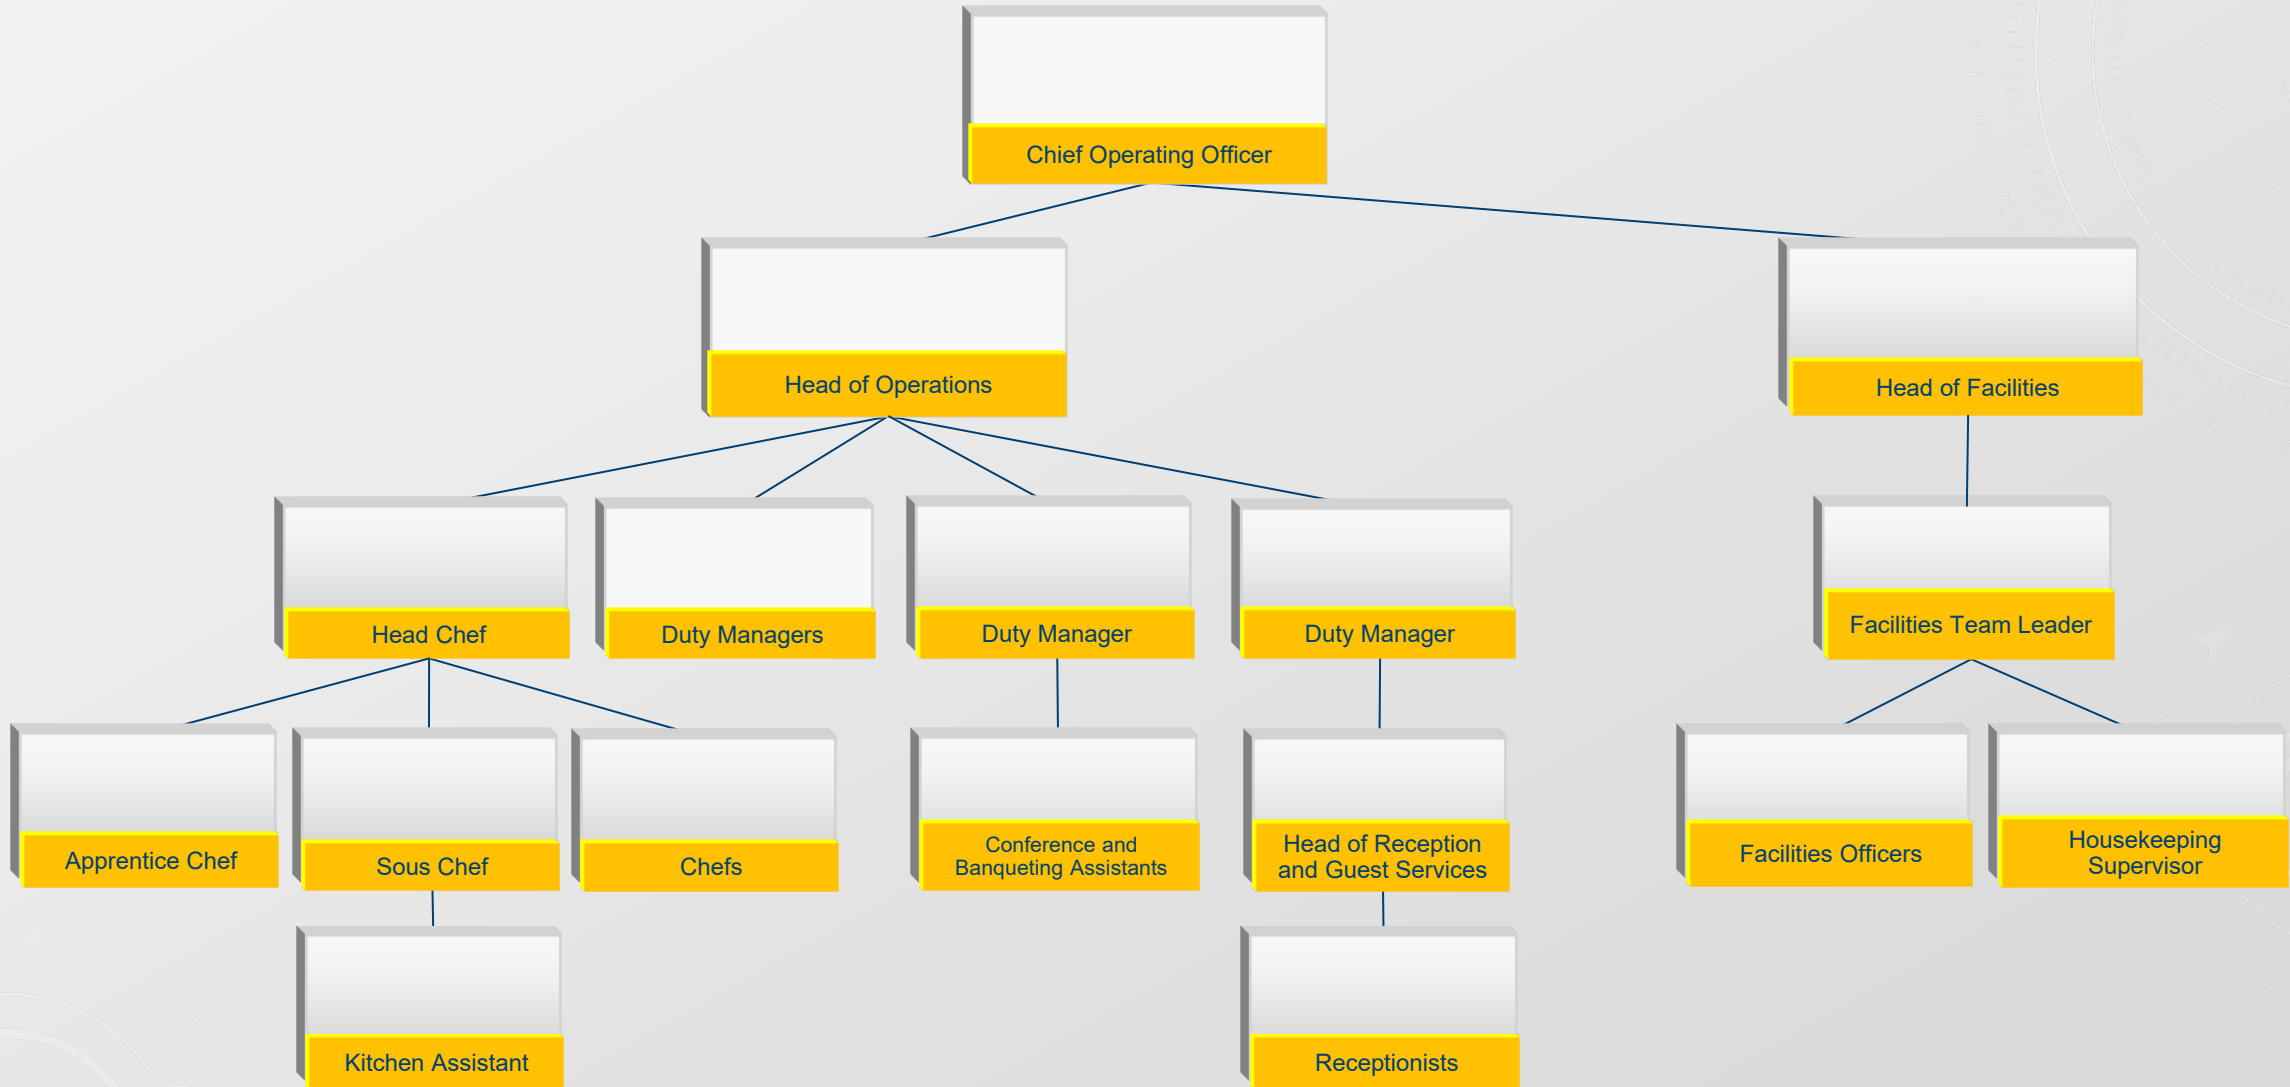 Chief Operating Officer
Head of Operations
Head of Facilities
Head Chef
Duty Managers
Duty Manager
Duty Manager
Facilities Team Leader
Apprentice Chef
Sous Chef
Chefs
Conference and
Banqueting Assistants
Head of Reception
and Guest Services
Facilities Officers
Housekeeping
Supervisor
Kitchen Assistant
Receptionists